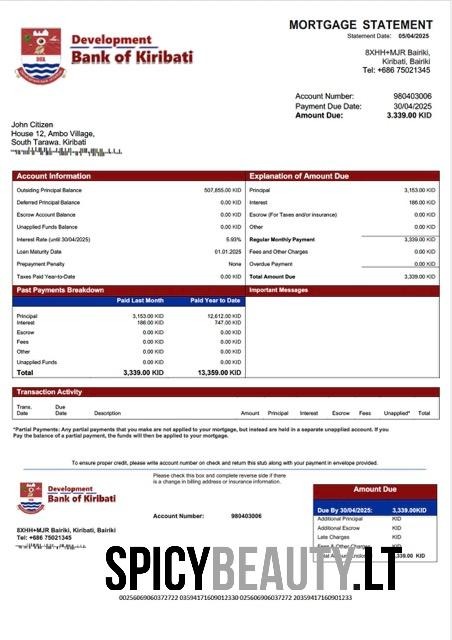 MORTGAGE STATEMENT
Statement Date: 05/04/2025
Development
Bank of Kiribati
8XHH+MJR Bairiki,
Kiribati, Bairiki
Tel: +686 75021345
Account Number: 980403006
Payment Due Date: 30/04/2025
Amount Due: 3.339.00 KID
John Citizen
House 12, Ambo Village,
South Tarawa, Kiribati
Account Information
Outsiding Principal Balance 507,855.00 KID
Deferred Principal Balance 0.00 KID
Escrow Account Balance 0.00 KID
Unapplied Funds Balance 0.00 KID
Interest Rate (until 30/04/2025) 5.93%
Loan Maturity Date 01.01.2025
Prepayment Penalty None
Taxes Paid Year-to-Date 0.00 KID
Explanation of Amount Due
Principal 3,153.00 KID
Interest 186.00 KID
Escrow (For Taxes and/or insurance) 0.00 KID
Other 0.00 KID
Regular Monthly Payment 3,339.00 KID
Fees and Other Charges 0.00 KID
Overdue Payment 0.00 KID
Total Amount Due 3,339.00 KID
Past Payments Breakdown
Paid Last Month Paid Year to Date
Principal 3,153.00 KID 12,612.00 KID
Interest 186.00 KID 747.00 KID
Escrow 0.00 KID 0.00 KID
Fees 0.00 KID 0.00 KID
Other 0.00 KID 0.00 KID
Unapplied Funds 0.00 KID 0.00 KID
Total 3,339.00 KID 13,359.00 KID
Important Messages
Transaction Activity
Trans. Due
Date Date Description Amount Principal Interest Escrow Fees Unapplied* Total
*Partial Payments: Any partial payments that you make are not applied to your mortgage, but instead are held in a separate unapplied account. If you
Pay the balance of a partial payment, the funds will then be applied to your mortgage.
To ensure proper credit, please write account number on check and return this stub along with your payment in envelope provided.
Development
Bank of Kiribati
Please check this box and complete reverse side if there
is a change in billing address or insurance information.
Account Number: 980403006
8XHH+MJR Bairiki, Kiribati, Bairiki
Tel: +686 75021345
Amount Due
Due By 30/04/2025: 3,339.00KID
Additional Principal KID
Additional Escrow KID
Late Charges KID
Fees & Other Charges KID
Total Amount 3,339.00 KID
SPICYBEAUTY.LT